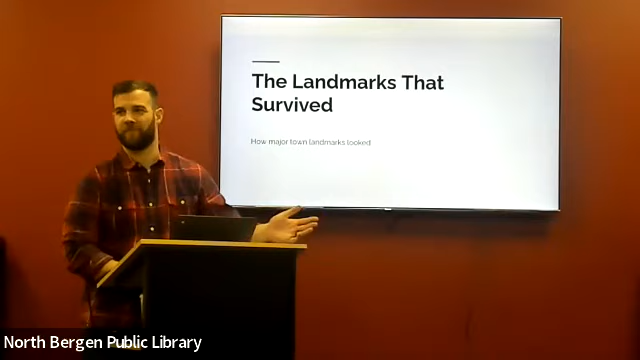 The Landmarks That
Survived
How major town landmarks looked
North Bergen Public Library